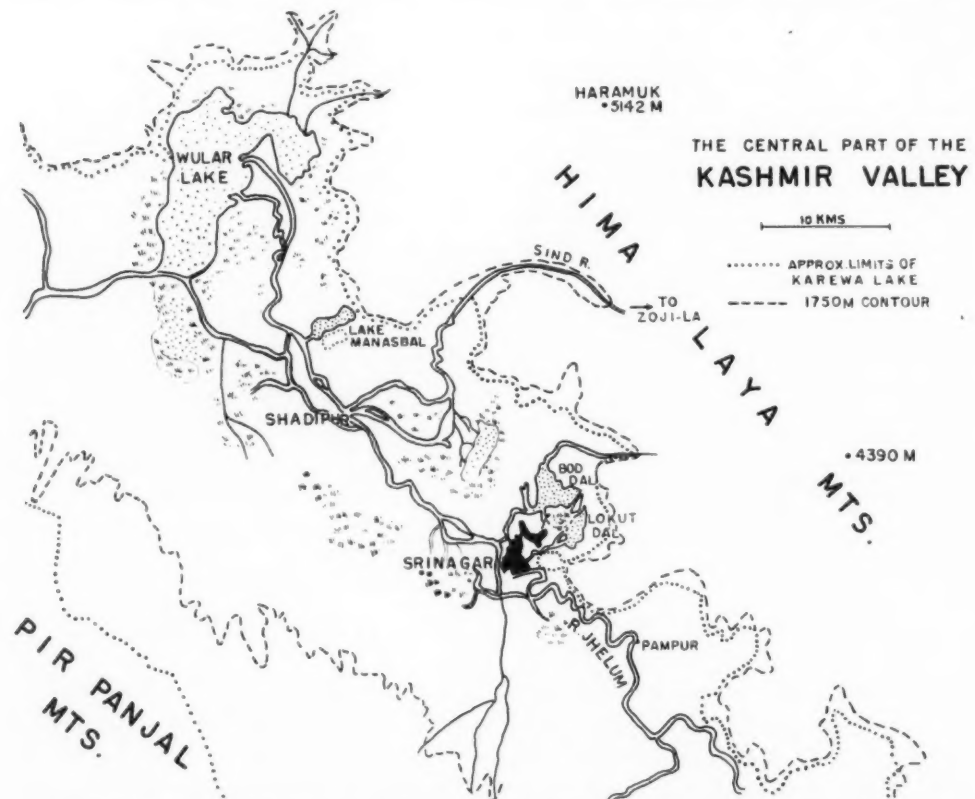 HARAMUK
•5142 M
THE CENTRAL PART OF THE
KASHMIR VALLEY
10 KMS
APPROX. LIMITS OF
KAREWA LAKE
1750M CONTOUR
WULAR
LAKE
HIMA
LAYA
MTS.
SIND R.
TO
ZOJI-LA
LAKE
MANASBAL
SHADIPUR
•4390 M
BOD
DAL
LOKUT
DAL
SRINAGAR
R. JHELUM
PAMPUR
PIR PANJAL
MTS.